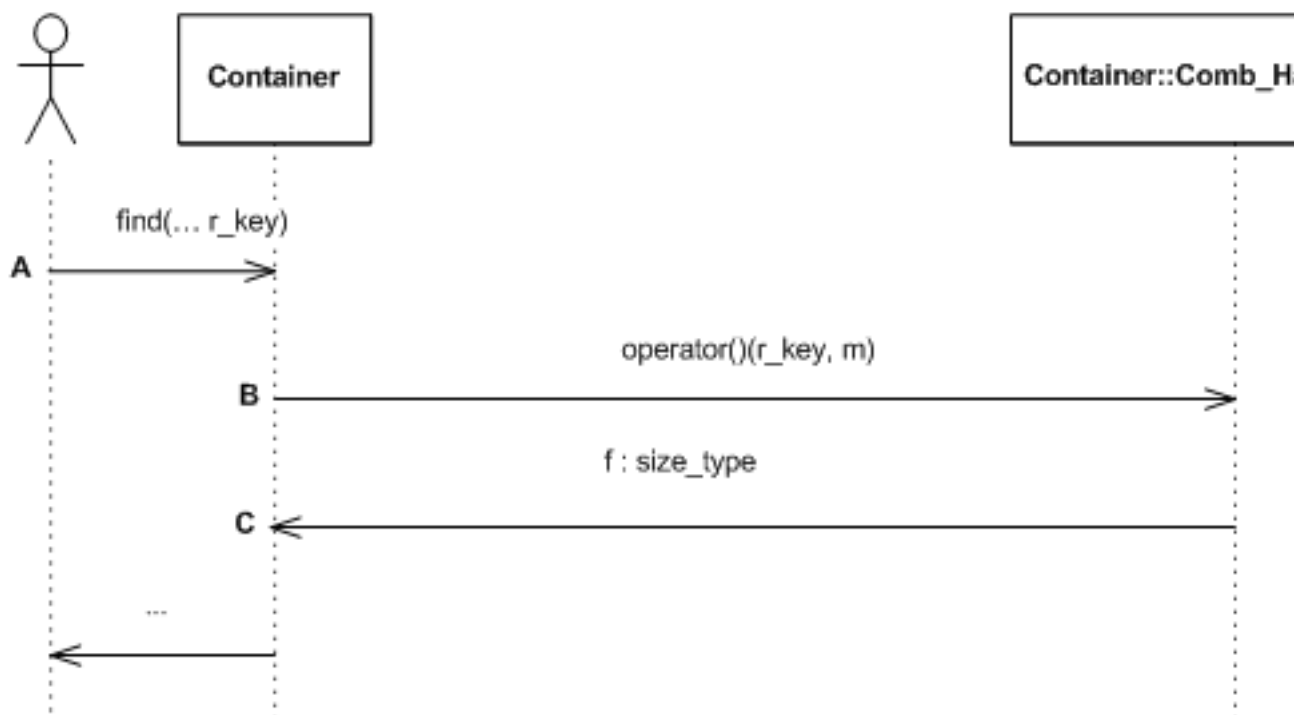 Container
Container::Comb_Ha
find(... r_key)
A
operator()(r_key, m)
B
f : size_type
C
...